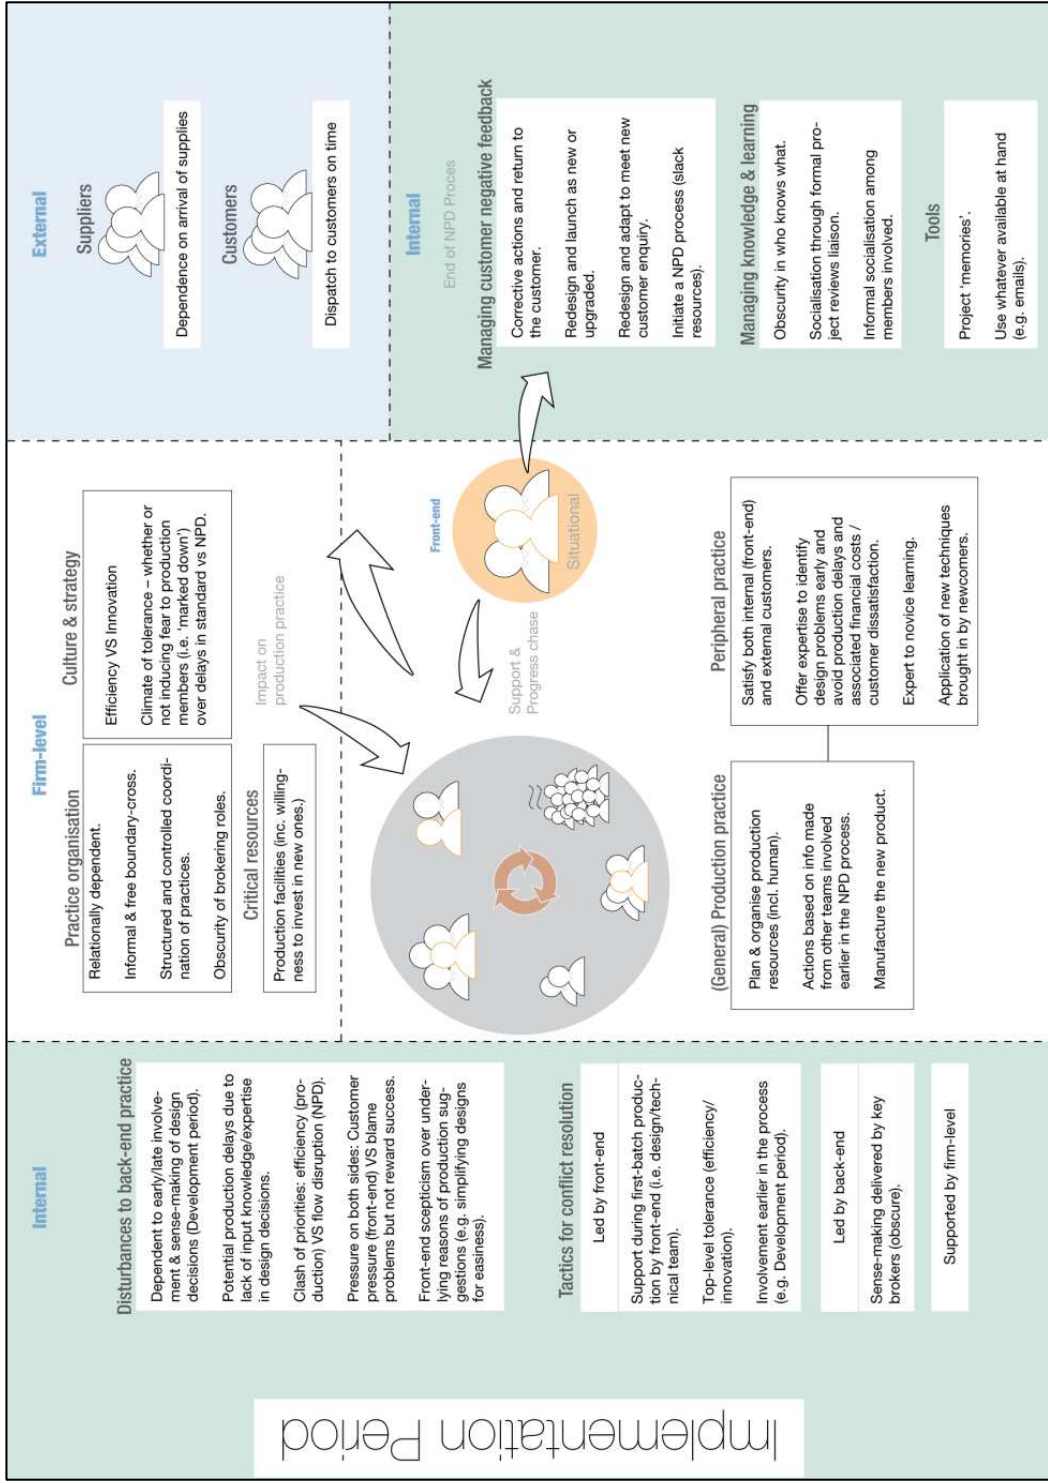 Implementation Period
Internal
Disturbances to back-end practice
Dependent to early/late involve-
ment & sense-making of design
decisions (Development period).
Potential production delays due to
lack of input knowledge/expertise
in design decisions.
Clash of priorities: efficiency (pro-
duction) VS flow disruption (NPD).
Pressure on both sides: Customer
pressure (front-end) VS blame
problems but not reward success.
Front-end scepticism over under-
lying reasons of production sug-
gestions (e.g. simplifying designs
for easiness).
Tactics for conflict resolution
Led by front-end
Support during first-batch produc-
tion by front-end (i.e. design/tech-
nical team).
Top-level tolerance (efficiency/
innovation).
Involvement earlier in the process
(e.g. Development period).
Led by back-end
Sense-making delivered by key
brokers (obscure).
Supported by firm-level
Firm-level
Practice organisation
Relationally dependent.
Informal & free boundary-cross.
Structured and controlled coordi-
nation of practices.
Obscurity of brokering roles.
Critical resources
Production facilities (inc. willing-
ness to invest in new ones.)
Culture & strategy
Efficiency VS Innovation
Climate of tolerance – whether or
not inducing fear to production
members (i.e. ‘marked down’)
over delays in standard vs NPD.
Impact on
production practice
Front-end
Situational
Support &
Progress chase
(General) Production practice
Plan & organise production
resources (incl. human).
Actions based on info made
from other teams involved
earlier in the NPD process.
Manufacture the new product.
Peripheral practice
Satisfy both internal (front-end)
and external customers.
Offer expertise to identify
design problems early and
avoid production delays and
associated financial costs /
customer dissatisfaction.
Expert to novice learning.
Application of new techniques
brought in by newcomers.
External
Suppliers
Dependence on arrival of supplies
Customers
Dispatch to customers on time
Internal
End of NPD Proces
Managing customer negative feedback
Corrective actions and return to
the customer.
Redesign and launch as new or
upgraded.
Redesign and adapt to meet new
customer enquiry.
Initiate a NPD process (slack
resources).
Managing knowledge & learning
Obscurity in who knows what.
Socialisation through formal pro-
ject reviews liaison.
Informal socialisation among
members involved.
Tools
Project ‘memories’.
Use whatever available at hand
(e.g. emails).